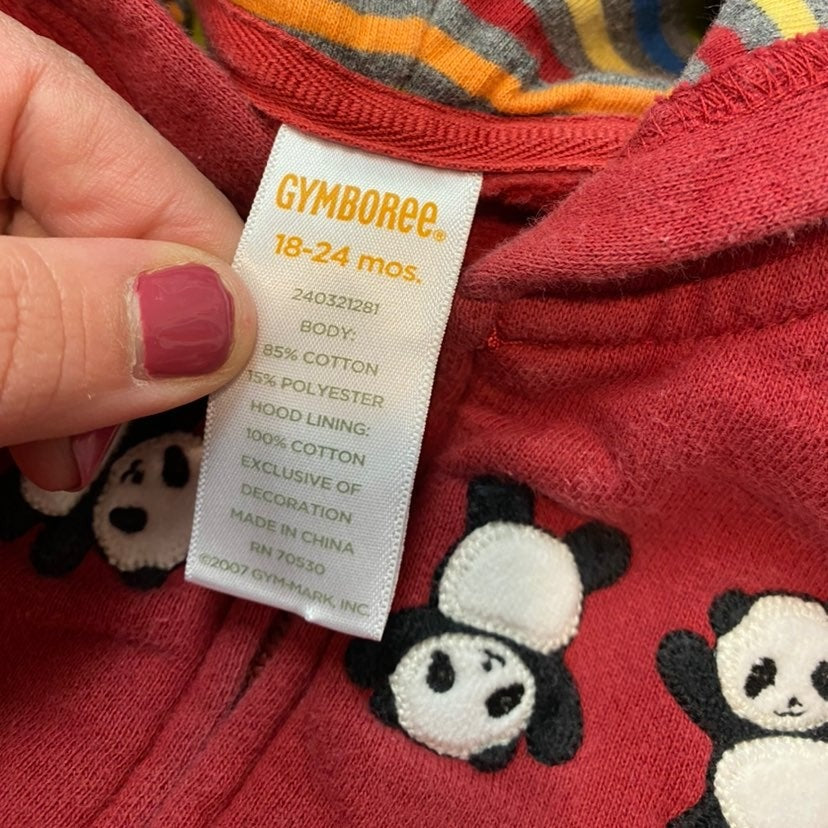 GYMBOREE®
18-24 mos.
240321281
BODY:
85% COTTON
15% POLYESTER
HOOD LINING:
100% COTTON
EXCLUSIVE OF
DECORATION
MADE IN CHINA
RN 70530
©2007 GYM-MARK, INC